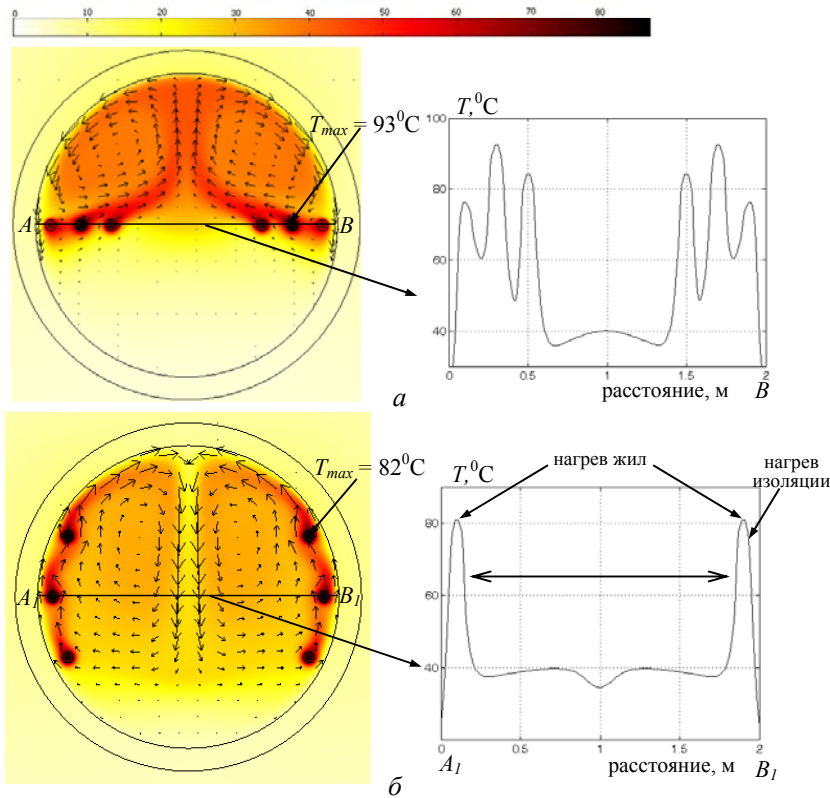 0 10 20 30 40 50 60 70 80
T, ⁰C
T_max = 93⁰C
100
80
60
40
A B
0 0.5 1 1.5 2
расстояние, м B
а
T_max = 82⁰C
T, ⁰C
нагрев жил
нагрев
изоляции
80
60
40
20
A₁ B₁
0 0.5 1 1.5 2
A₁ расстояние, м B₁
б